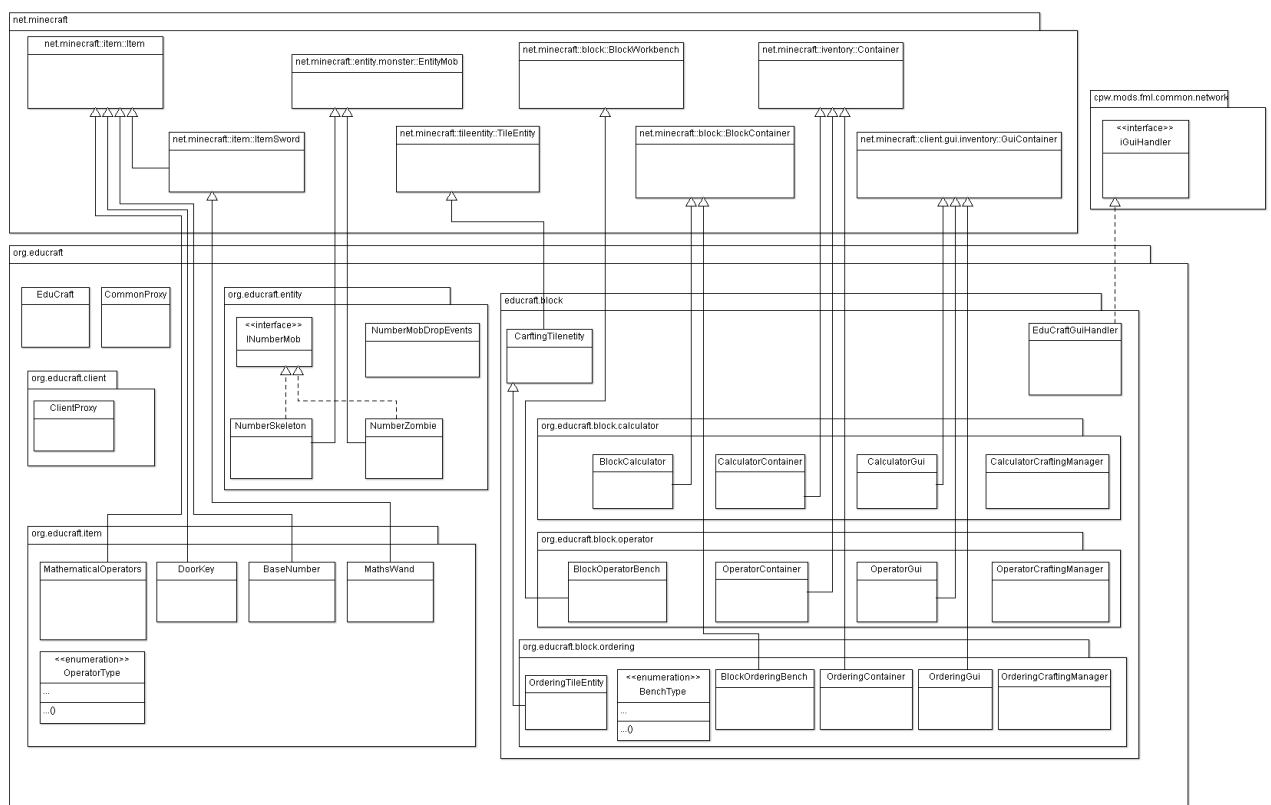 net.minecraft
net.minecraft::item::Item
net.minecraft::entity.monster::EntityMob
net.minecraft::block::BlockWorkbench
net.minecraft::iventory::Container
net.minecraft::item::ItemSword
net.minecraft::tileentity::TileEntity
net.minecraft::block::BlockContainer
net.minecraft::client.gui.inventory::GuiContainer
cpw.mods.fml.common.network
<<interface>>
iGuiHandler
org.educraft
EduCraft
CommonProxy
org.educraft.client
ClientProxy
org.educraft.entity
<<interface>>
INumberMob
NumberMobDropEvents
NumberSkeleton
NumberZombie
org.educraft.item
MathematicalOperators
DoorKey
BaseNumber
MathsWand
<<enumeration>>
OperatorType
...
...()
educraft.block
CarftingTilenetity
EduCraftGuiHandler
org.educraft.block.calculator
BlockCalculator
CalculatorContainer
CalculatorGui
CalculatorCraftingManager
org.educraft.block.operator
BlockOperatorBench
OperatorContainer
OperatorGui
OperatorCraftingManager
org.educraft.block.ordering
OrderingTileEntity
<<enumeration>>
BenchType
...
...()
BlockOrderingBench
OrderingContainer
OrderingGui
OrderingCraftingManager